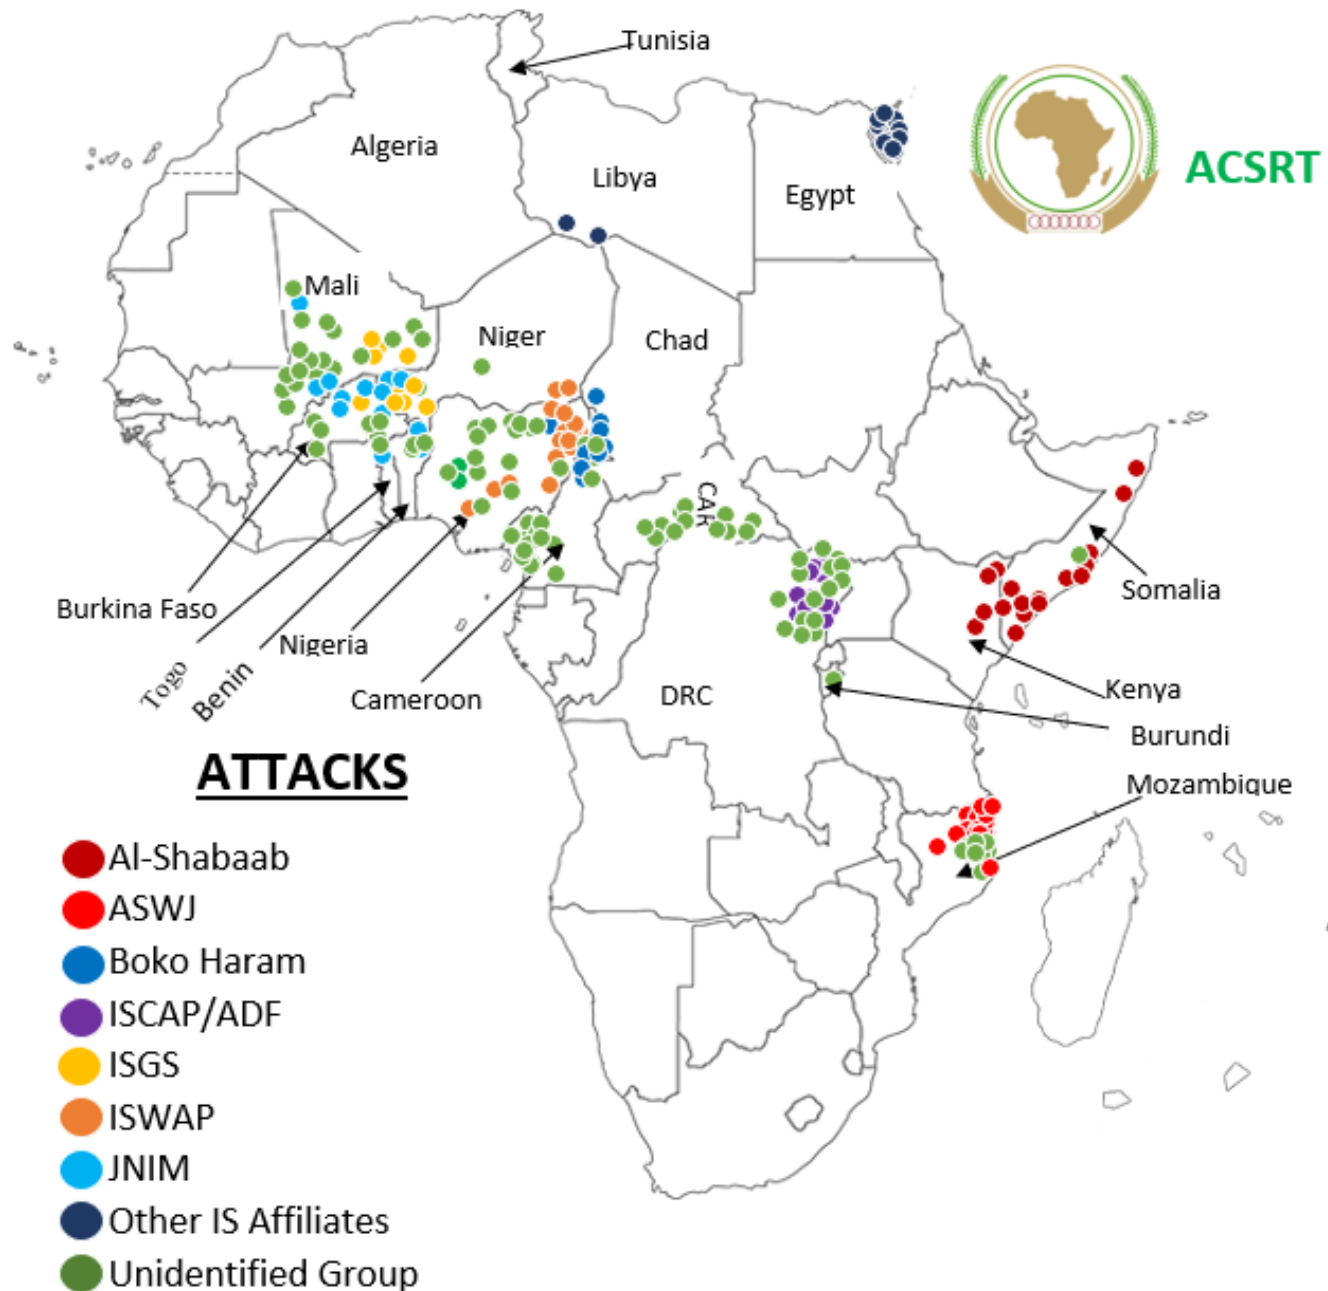 Tunisia
Algeria
Libya
Egypt
ACSRT
Mali
Niger
Chad
CAR
Somalia
Burkina Faso
Togo
Benin
Nigeria
Cameroon
DRC
Kenya
Burundi
Mozambique
ATTACKS
Al-Shabaab
ASWJ
Boko Haram
ISCAP/ADF
ISGS
ISWAP
JNIM
Other IS Affiliates
Unidentified Group